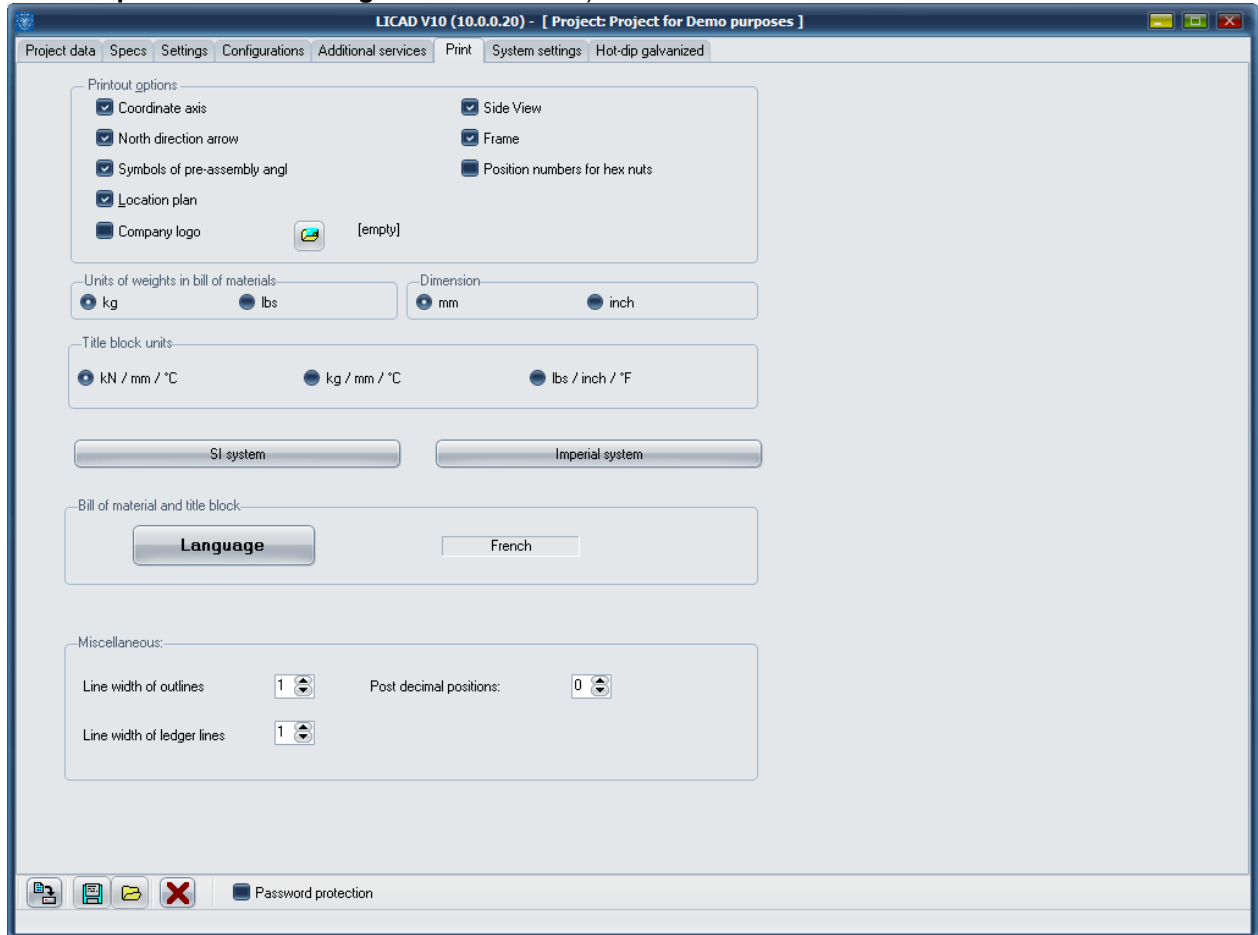 LICAD V10 (10.0.0.20) - [ Project: Project for Demo purposes ]
Project data Specs Settings Configurations Additional services Print System settings Hot-dip galvanized
Printout options
Coordinate axis Side View
North direction arrow Frame
Symbols of pre-assembly angl Position numbers for hex nuts
Location plan
Company logo [empty]
Units of weights in bill of materials Dimension
kg lbs mm inch
Title block units
kN / mm / °C kg / mm / °C lbs / inch / °F
SI system Imperial system
Bill of material and title block
Language French
Miscellaneous:
Line width of outlines 1 Post decimal positions: 0
Line width of ledger lines 1
Password protection